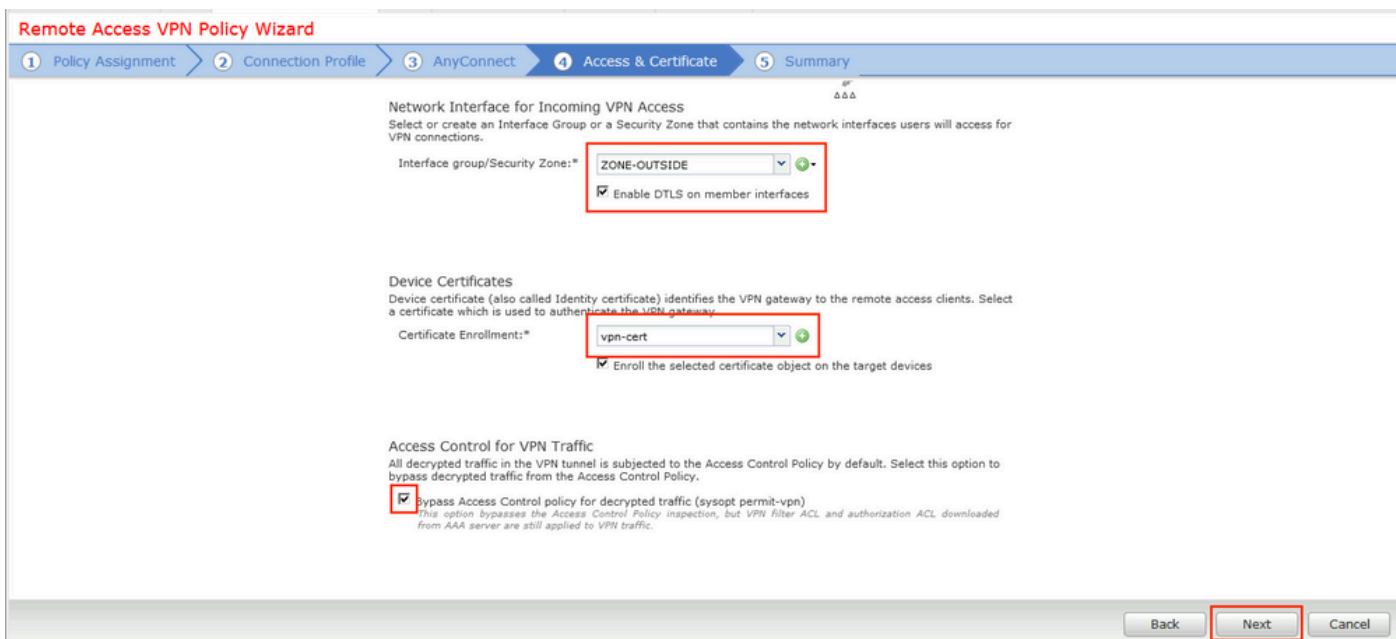 Remote Access VPN Policy Wizard
1 Policy Assignment 2 Connection Profile 3 AnyConnect 4 Access & Certificate 5 Summary
AAA
Network Interface for Incoming VPN Access
Select or create an Interface Group or a Security Zone that contains the network interfaces users will access for
VPN connections.
Interface group/Security Zone:* ZONE-OUTSIDE
Enable DTLS on member interfaces
Device Certificates
Device certificate (also called Identity certificate) identifies the VPN gateway to the remote access clients. Select
a certificate which is used to authenticate the VPN gateway.
Certificate Enrollment:* vpn-cert
Enroll the selected certificate object on the target devices
Access Control for VPN Traffic
All decrypted traffic in the VPN tunnel is subjected to the Access Control Policy by default. Select this option to
bypass decrypted traffic from the Access Control Policy.
Bypass Access Control policy for decrypted traffic (sysopt permit-vpn)
This option bypasses the Access Control Policy inspection, but VPN filter ACL and authorization ACL downloaded
from AAA server are still applied to VPN traffic.
Back Next Cancel